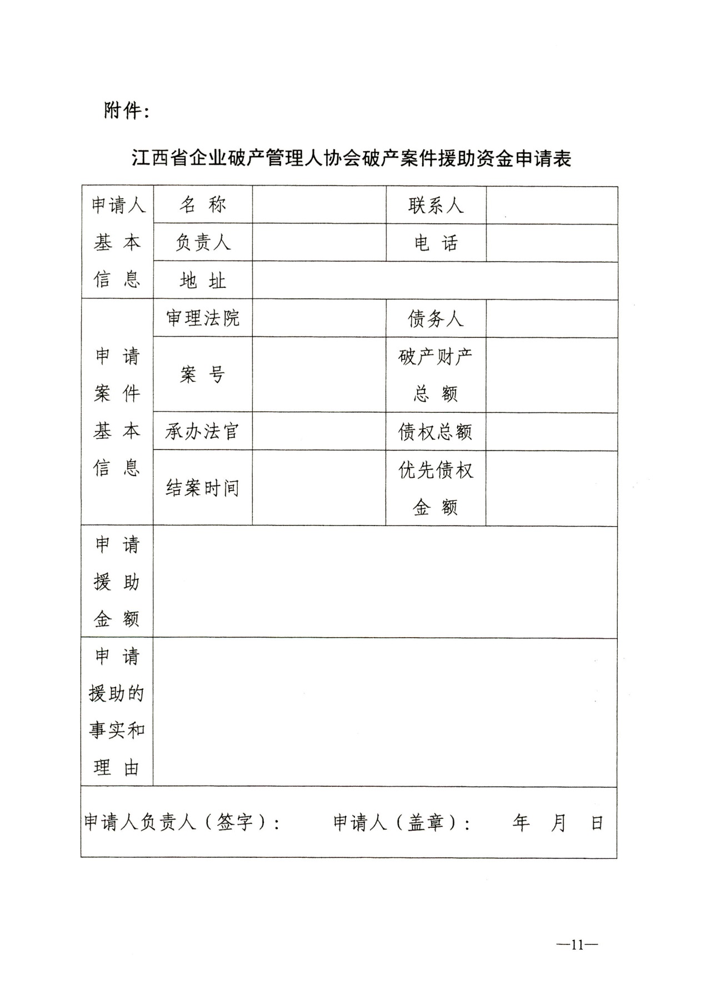 附件：
江西省企业破产管理人协会破产案件援助资金申请表
申请人
基 本
信 息
名 称
联系人
负责人
电 话
地 址
申 请
案 件
基 本
信 息
审理法院
债务人
案 号
破产财产
总 额
承办法官
债权总额
结案时间
优先债权
金 额
申 请
援 助
金 额
申 请
援助的
事实和
理 由
申请人负责人（签字）： 申请人（盖章）： 年 月 日
—11—